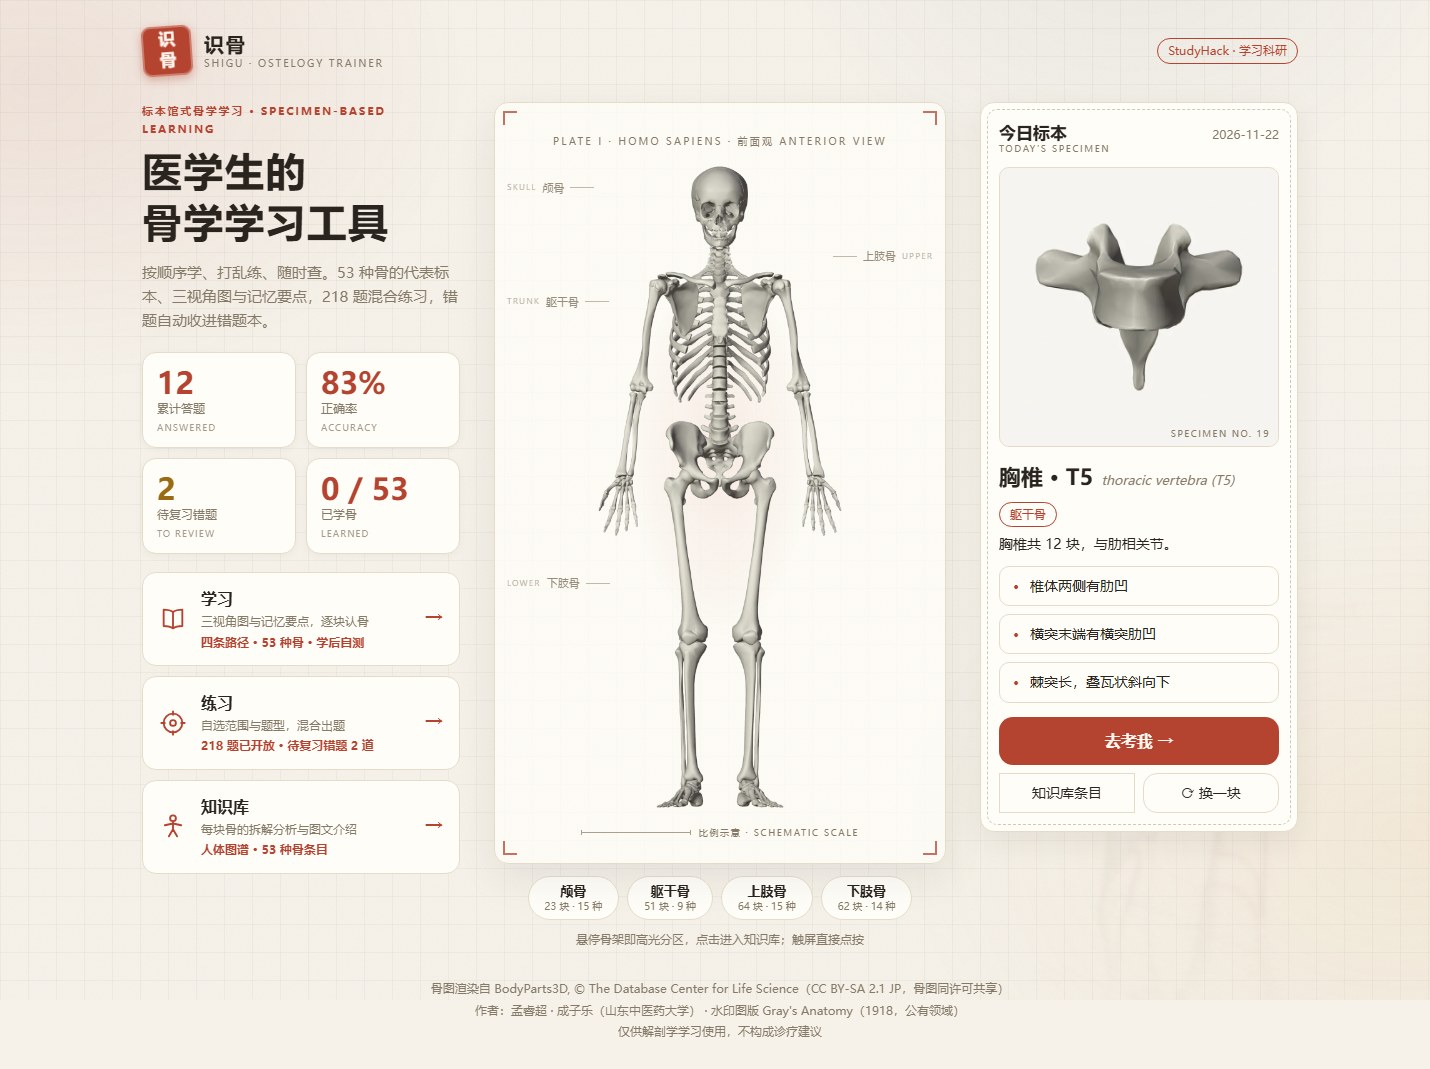 识骨
识骨
SHIGU · OSTELOGY TRAINER
StudyHack · 学习科研
标本馆式骨学学习 • SPECIMEN-BASED
LEARNING
医学生的
骨学学习工具
按顺序学、打乱练、随时查。53 种骨的代表标
本、三视角图与记忆要点，218 题混合练习，错
题自动收进错题本。
12
累计答题
ANSWERED
83%
正确率
ACCURACY
2
待复习错题
TO REVIEW
0 / 53
已学骨
LEARNED
学习
三视角图与记忆要点，逐块认骨
四条路径 • 53 种骨 • 学后自测
→
练习
自选范围与题型，混合出题
218 题已开放 • 待复习错题 2 道
→
知识库
每块骨的拆解分析与图文介绍
人体图谱 • 53 种骨条目
→
PLATE I · HOMO SAPIENS · 前面观 ANTERIOR VIEW
SKULL 颅骨
上肢骨 UPPER
TRUNK 躯干骨
LOWER 下肢骨
比例示意 · SCHEMATIC SCALE
颅骨
23 块 · 15 种
躯干骨
51 块 · 9 种
上肢骨
64 块 · 15 种
下肢骨
62 块 · 14 种
悬停骨架即高光分区，点击进入知识库；触屏直接点按
今日标本
2026-11-22
TODAY'S SPECIMEN
SPECIMEN NO. 19
胸椎 • T5 thoracic vertebra (T5)
躯干骨
胸椎共 12 块，与肋相关节。
• 椎体两侧有肋凹
• 横突末端有横突肋凹
• 棘突长，叠瓦状斜向下
去考我 →
知识库条目
⟳ 换一块
骨图渲染自 BodyParts3D, © The Database Center for Life Science（CC BY-SA 2.1 JP，骨图同许可共享）
作者：孟睿超 · 成子乐（山东中医药大学） · 水印图版 Gray's Anatomy（1918，公有领域）
仅供解剖学学习使用，不构成诊疗建议